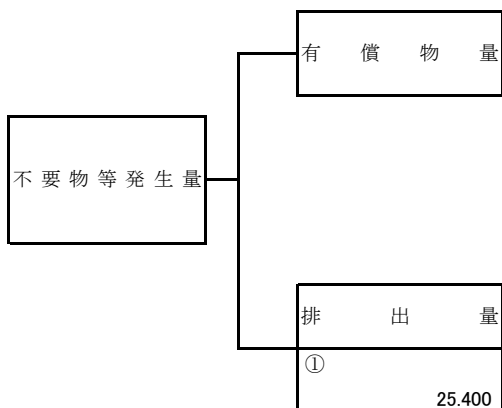 有償物量
不要物等発生量
排出量
①
25.400